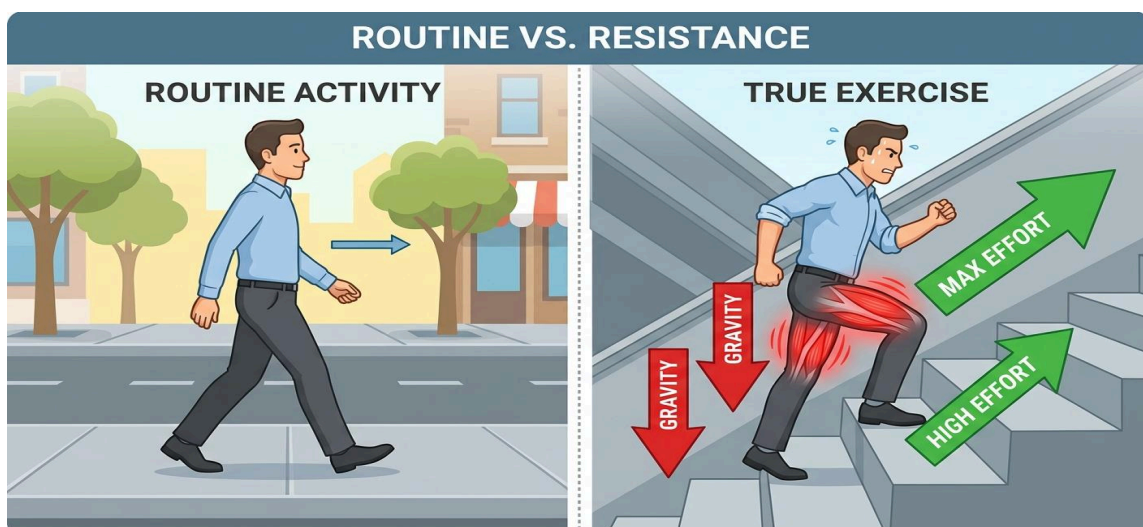 ROUTINE VS. RESISTANCE
ROUTINE ACTIVITY
TRUE EXERCISE
GRAVITY
GRAVITY
MAX EFFORT
HIGH EFFORT